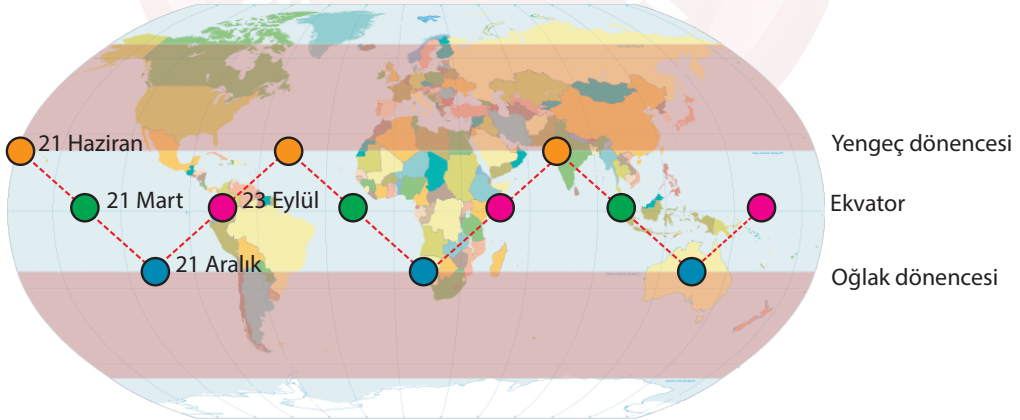 21 Haziran
Yengeç dönencesi
21 Mart
23 Eylül
Ekvator
21 Aralık
Oğlak dönencesi